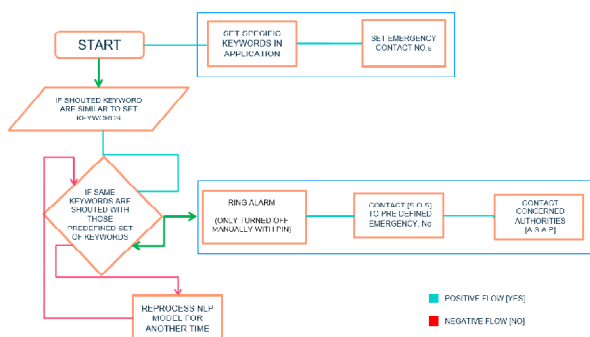 START
SET SPECIFIC
KEYWORDS IN
APPLICATION
SET EMERGENCY
CONTACT NO.s
IF SHOUTED KEYWORD
ARE SIMILAR TO SET
KEYWORDS
IF SAME
KEYWORDS ARE
SHOUTED WITH
THOSE
PREDEFINED SET
OF KEYWORDS
RING ALARM
(ONLY TURNED OFF
MANUALLY WITH PIN)
CONTACT [S.O.S]
TO PRE DEFINED
EMERGENCY. No
CONTACT
CONCERNED
AUTHORITIES
[A.S.A.P]
REPROCESS NLP
MODEL FOR
ANOTHER TIME
POSITIVE FLOW [YES]
NEGATIVE FLOW [NO]